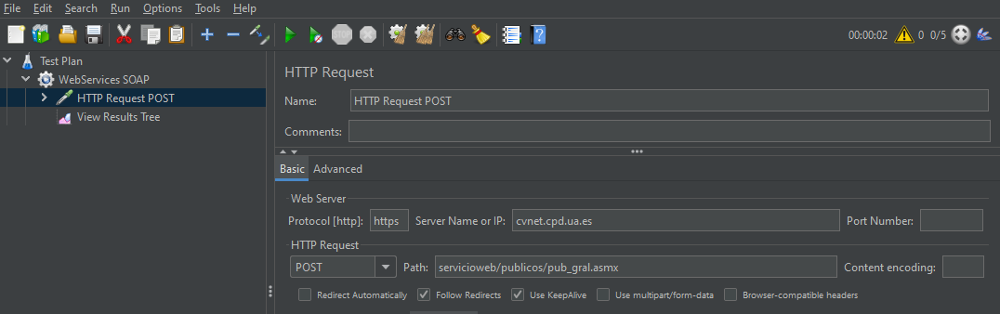 File Edit Search Run Options Tools Help
00:00:02 0 0/5
Test Plan
WebServices SOAP
HTTP Request POST
View Results Tree
HTTP Request
Name: HTTP Request POST
Comments:
Basic Advanced
Web Server
Protocol [http]: https Server Name or IP: cvnet.cpd.ua.es Port Number:
HTTP Request
POST Path: servicioweb/publicos/pub_gral.asmx Content encoding:
Redirect Automatically Follow Redirects Use KeepAlive Use multipart/form-data Browser-compatible headers